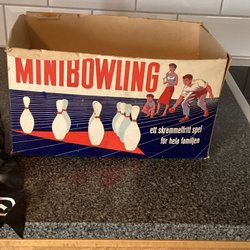 MINIBOWLING
ett skrammelfritt spel
för hela familjen